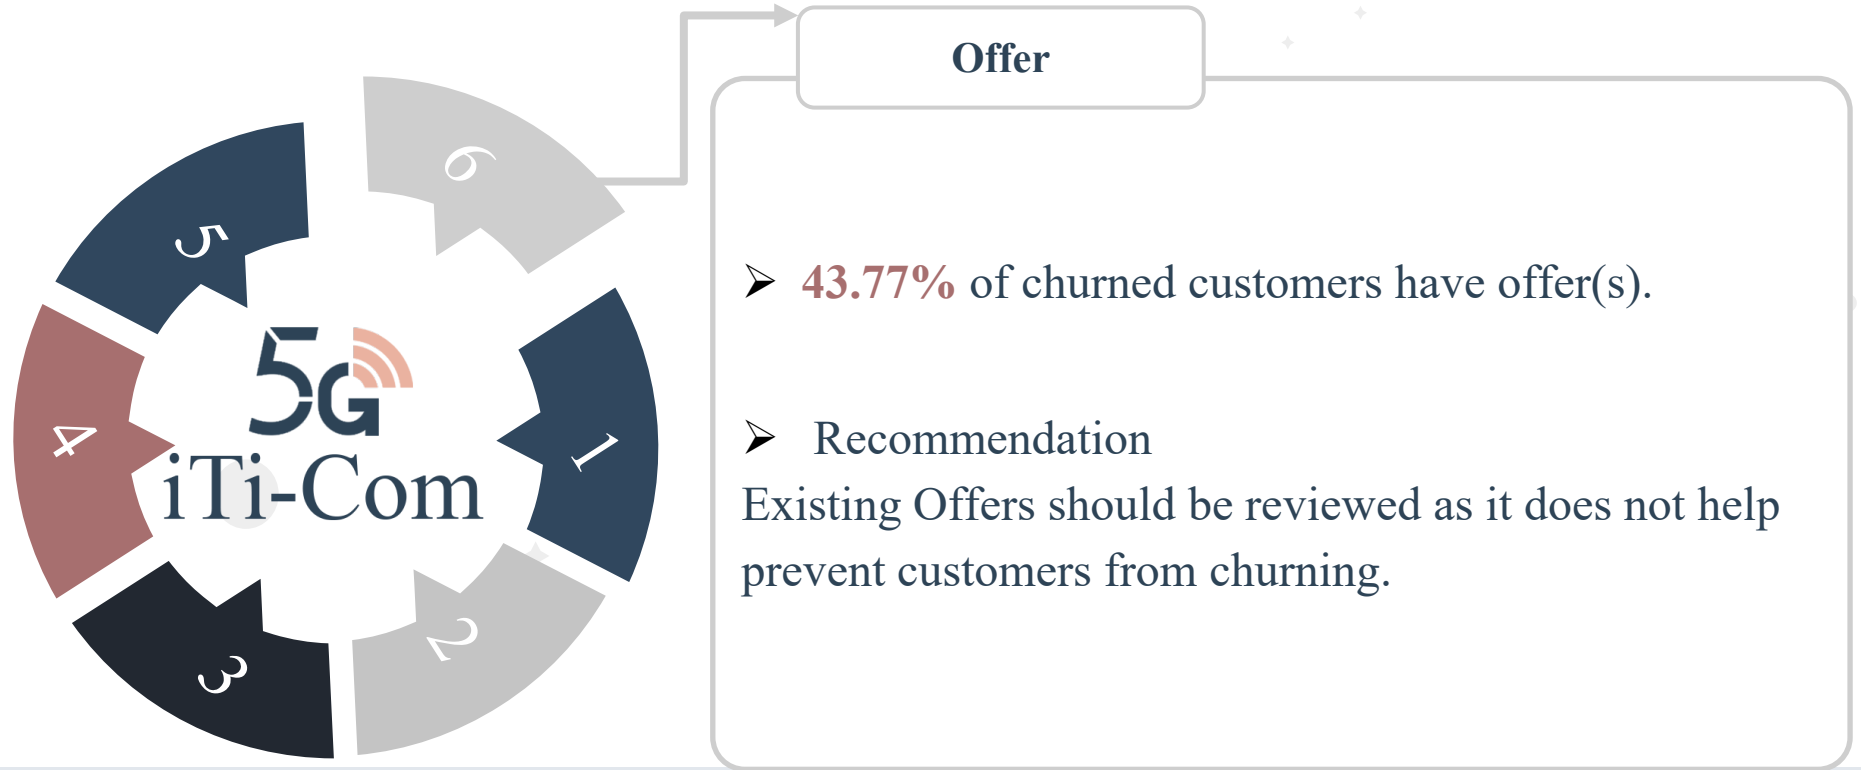 Offer
6
5
4
3
2
1
5G
iTi-Com
43.77% of churned customers have offer(s).
Recommendation
Existing Offers should be reviewed as it does not help
prevent customers from churning.